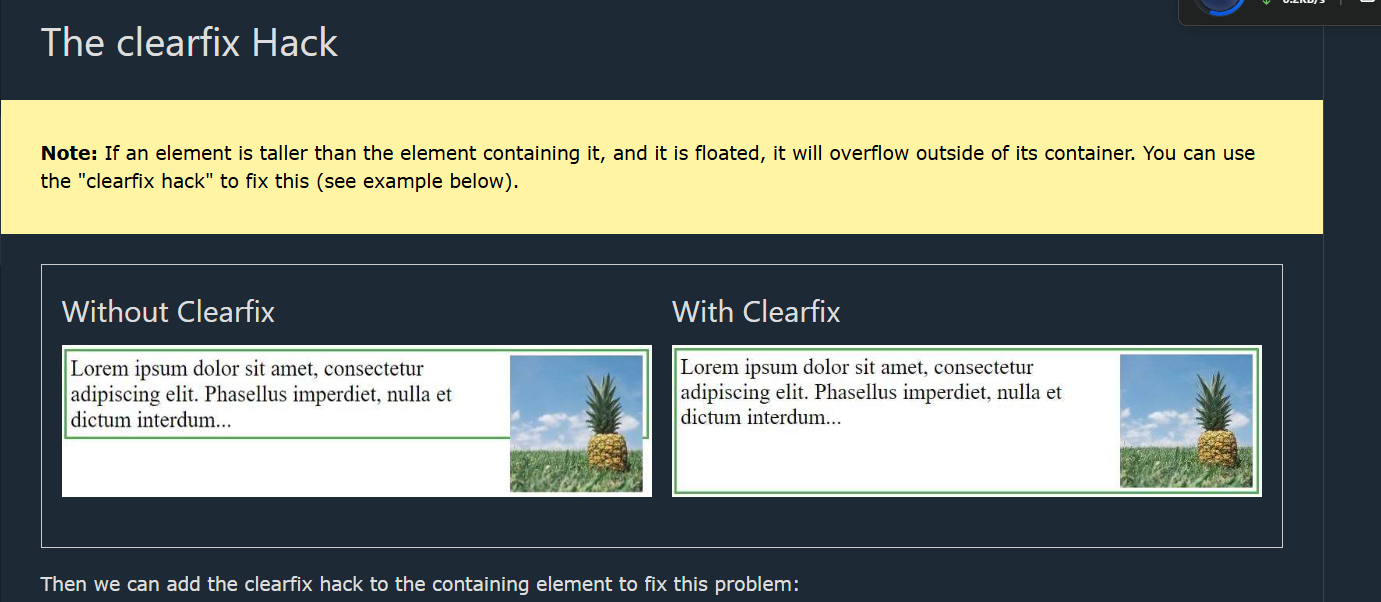 The clearfix Hack
Note: If an element is taller than the element containing it, and it is floated, it will overflow outside of its container. You can use
the "clearfix hack" to fix this (see example below).
Without Clearfix
Lorem ipsum dolor sit amet, consectetur
adipiscing elit. Phasellus imperdiet, nulla et
dictum interdum...
With Clearfix
Lorem ipsum dolor sit amet, consectetur
adipiscing elit. Phasellus imperdiet, nulla et
dictum interdum...
Then we can add the clearfix hack to the containing element to fix this problem: